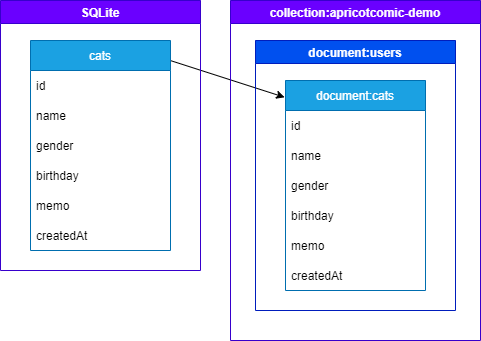 SQLite
cats
id
name
gender
birthday
memo
createdAt
collection:apricotcomic-demo
document:users
document:cats
id
name
gender
birthday
memo
createdAt